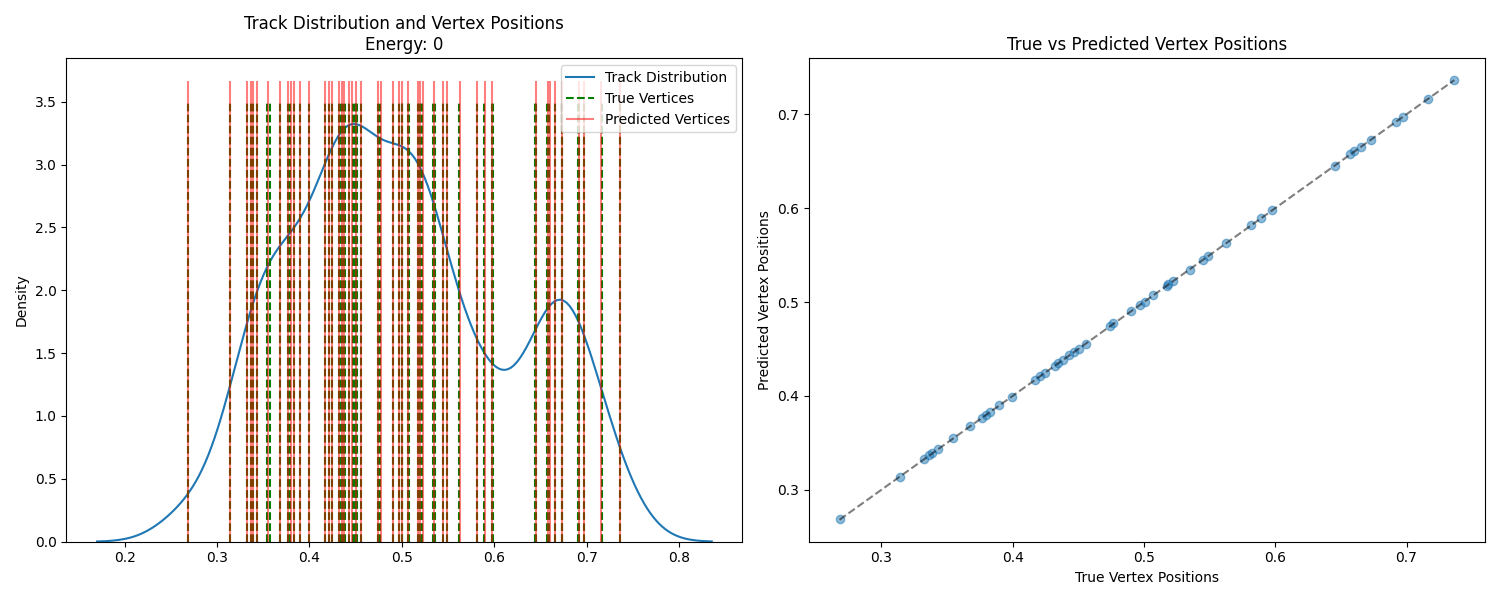 Track Distribution and Vertex Positions
Energy: 0
Density
3.5
3.0
2.5
2.0
1.5
1.0
0.5
0.0
0.2
0.3
0.4
0.5
0.6
0.7
0.8
Track Distribution
True Vertices
Predicted Vertices
True vs Predicted Vertex Positions
Predicted Vertex Positions
0.7
0.6
0.5
0.4
0.3
0.3
0.4
0.5
0.6
0.7
True Vertex Positions